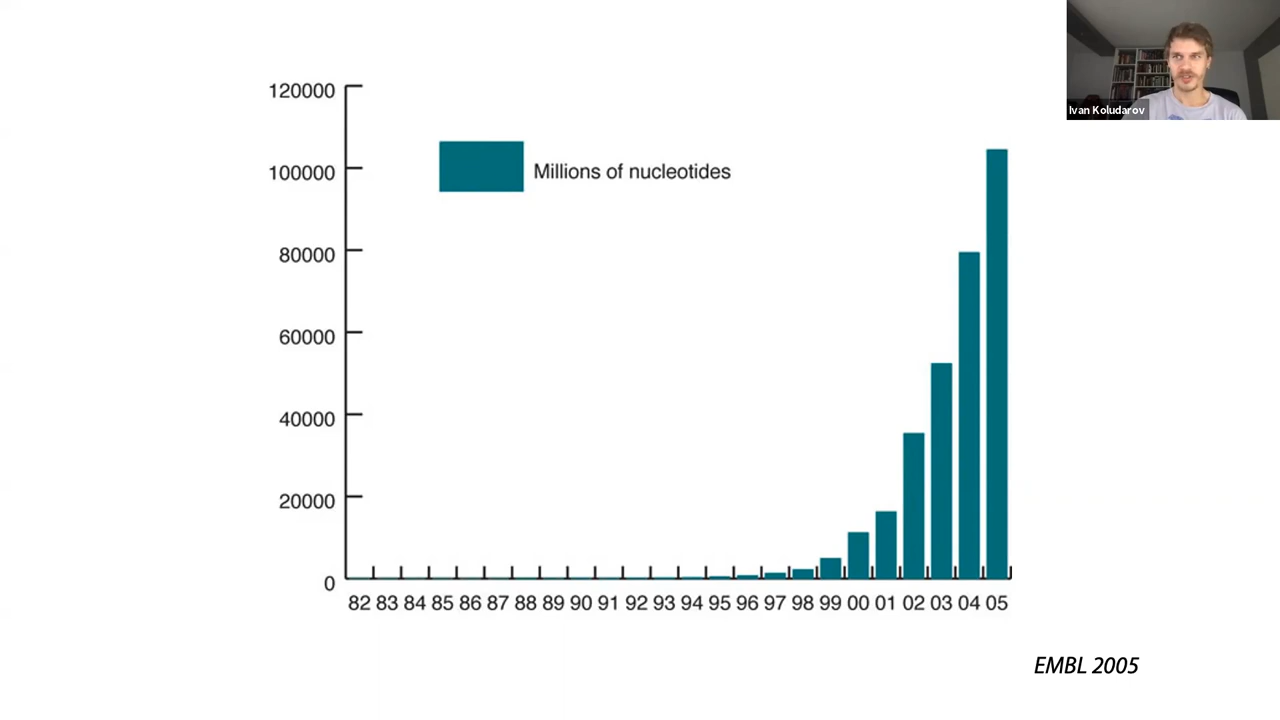 Ivan Koludarov
120000
100000
80000
60000
40000
20000
0
Millions of nucleotides
82 83 84 85 86 87 88 89 90 91 92 93 94 95 96 97 98 99 00 01 02 03 04 05
EMBL 2005